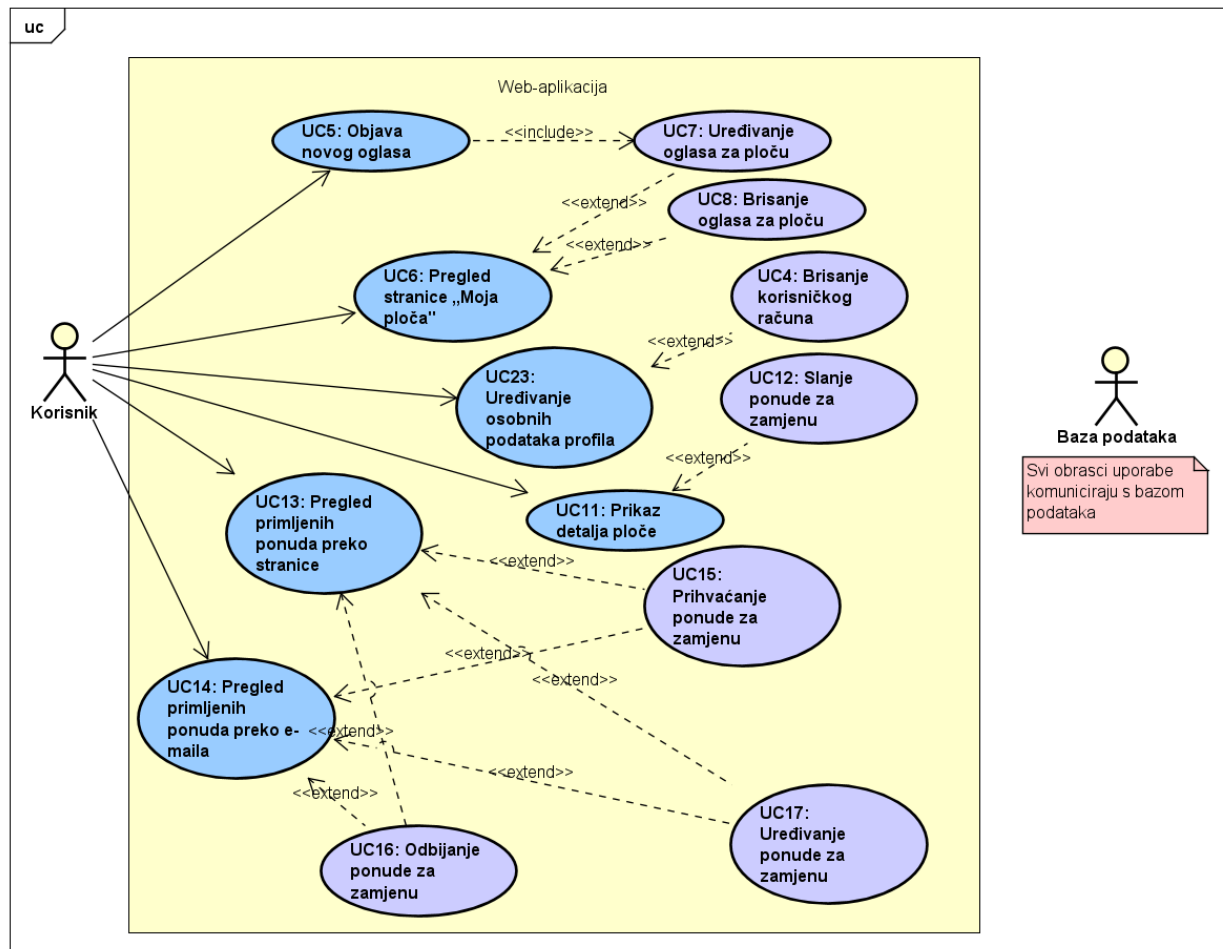 uc
Web-aplikacija
UC5: Objava
novog oglasa
<<include>>
UC7: Uređivanje
oglasa za ploču
<<extend>>
UC8: Brisanje
oglasa za ploču
<<extend>>
UC6: Pregled
stranice „Moja
ploča"
UC4: Brisanje
korisničkog
računa
<<extend>>
UC23:
Uređivanje
osobnih
podataka profila
UC12: Slanje
ponude za
zamjenu
<<extend>>
Korisnik
Baza podataka
Svi obrasci uporabe
komuniciraju s bazom
podataka
UC13: Pregled
primljenih
ponuda preko
stranice
UC11: Prikaz
detalja ploče
<<extend>>
UC15:
Prihvaćanje
ponude za
zamjenu
<<extend>>
<<extend>>
UC14: Pregled
primljenih
ponuda preko e-
maila
<<extend>>
<<extend>>
<<extend>>
UC16: Odbijanje
ponude za
zamjenu
UC17:
Uređivanje
ponude za
zamjenu